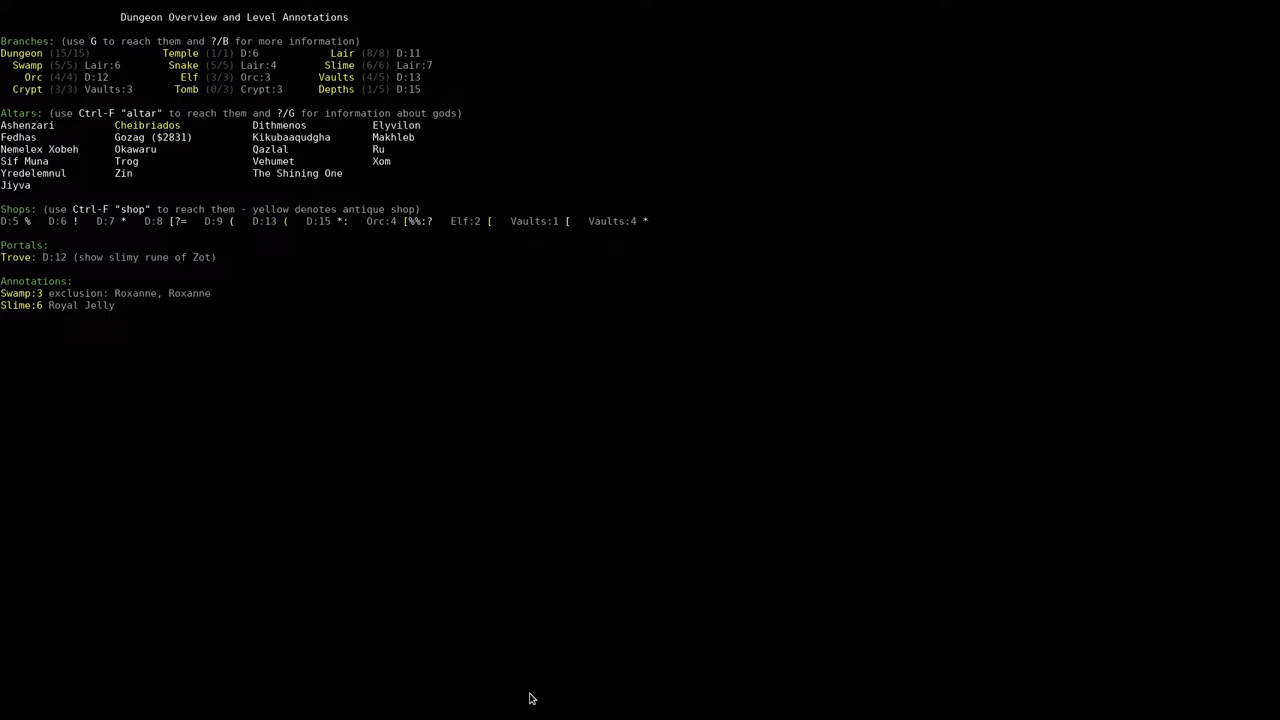 Dungeon Overview and Level Annotations
Branches: (use G to reach them and ?/B for more information)
Dungeon (15/15) Temple (1/1) D:6 Lair (8/8) D:11
Swamp (5/5) Lair:6 Snake (5/5) Lair:4 Slime (6/6) Lair:7
Orc (4/4) D:12 Elf (3/3) Orc:3 Vaults (4/5) D:13
Crypt (3/3) Vaults:3 Tomb (0/3) Crypt:3 Depths (1/5) D:15
Altars: (use Ctrl-F "altar" to reach them and ?/G for information about gods)
Ashenzari Cheibriados Dithmenos Elyvilon
Fedhas Gozag ($2831) Kikubaaqudgha Makhleb
Nemelex Xobeh Okawaru Qazlal Ru
Sif Muna Trog Vehumet Xom
Yredelemnul Zin The Shining One
Jiyva
Shops: (use Ctrl-F "shop" to reach them - yellow denotes antique shop)
D:5 % D:6 ! D:7 * D:8 [?= D:9 ( D:13 ( D:15 *: Orc:4 [%%:? Elf:2 [ Vaults:1 [ Vaults:4 *
Portals:
Trove: D:12 (show slimy rune of Zot)
Annotations:
Swamp:3 exclusion: Roxanne, Roxanne
Slime:6 Royal Jelly